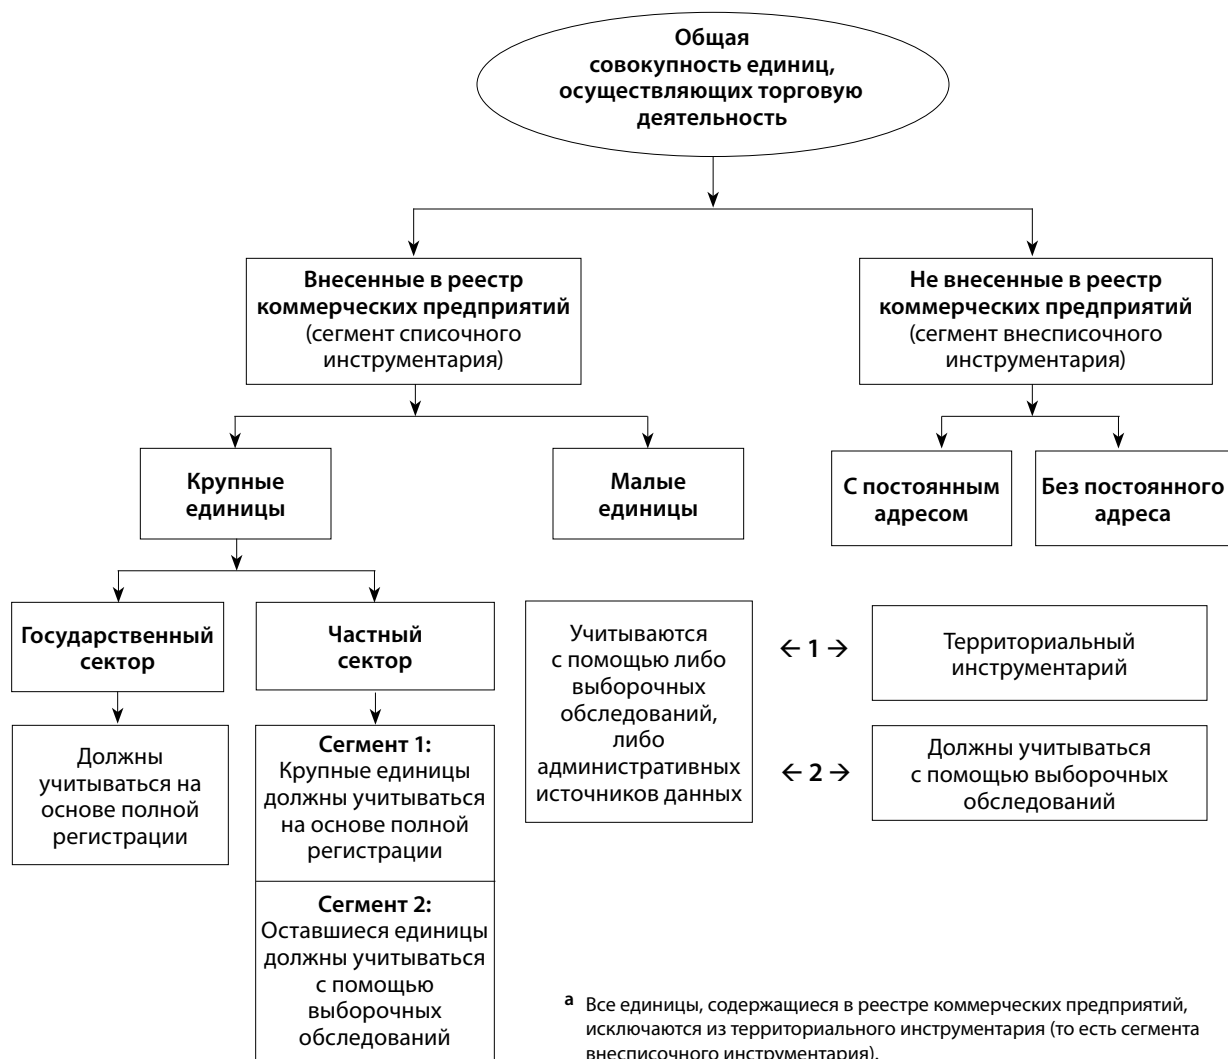 Общая
совокупность единиц,
осуществляющих торговую
деятельность
Внесенные в реестр
коммерческих предприятий
(сегмент списочного
инструментария)
Не внесенные в реестр
коммерческих предприятий
(сегмент внесписочного
инструментария)
Крупные
единицы
Малые
единицы
С постоянным
адресом
Без постоянного
адреса
Государственный
сектор
Частный
сектор
Учитываются
с помощью либо
выборочных
обследований,
либо
административных
источников данных
← 1 →
Территориальный
инструментарий
← 2 →
Должны учитываться
с помощью выборочных
обследований
Должны
учитываться на
основе полной
регистрации
Сегмент 1:
Крупные единицы
должны учитываться
на основе полной
регистрации
Сегмент 2:
Оставшиеся единицы
должны учитываться
с помощью
выборочных
обследований
a Все единицы, содержащиеся в реестре коммерческих предприятий,
исключаются из территориального инструментария (то есть сегмента
внесписочного инструментария).